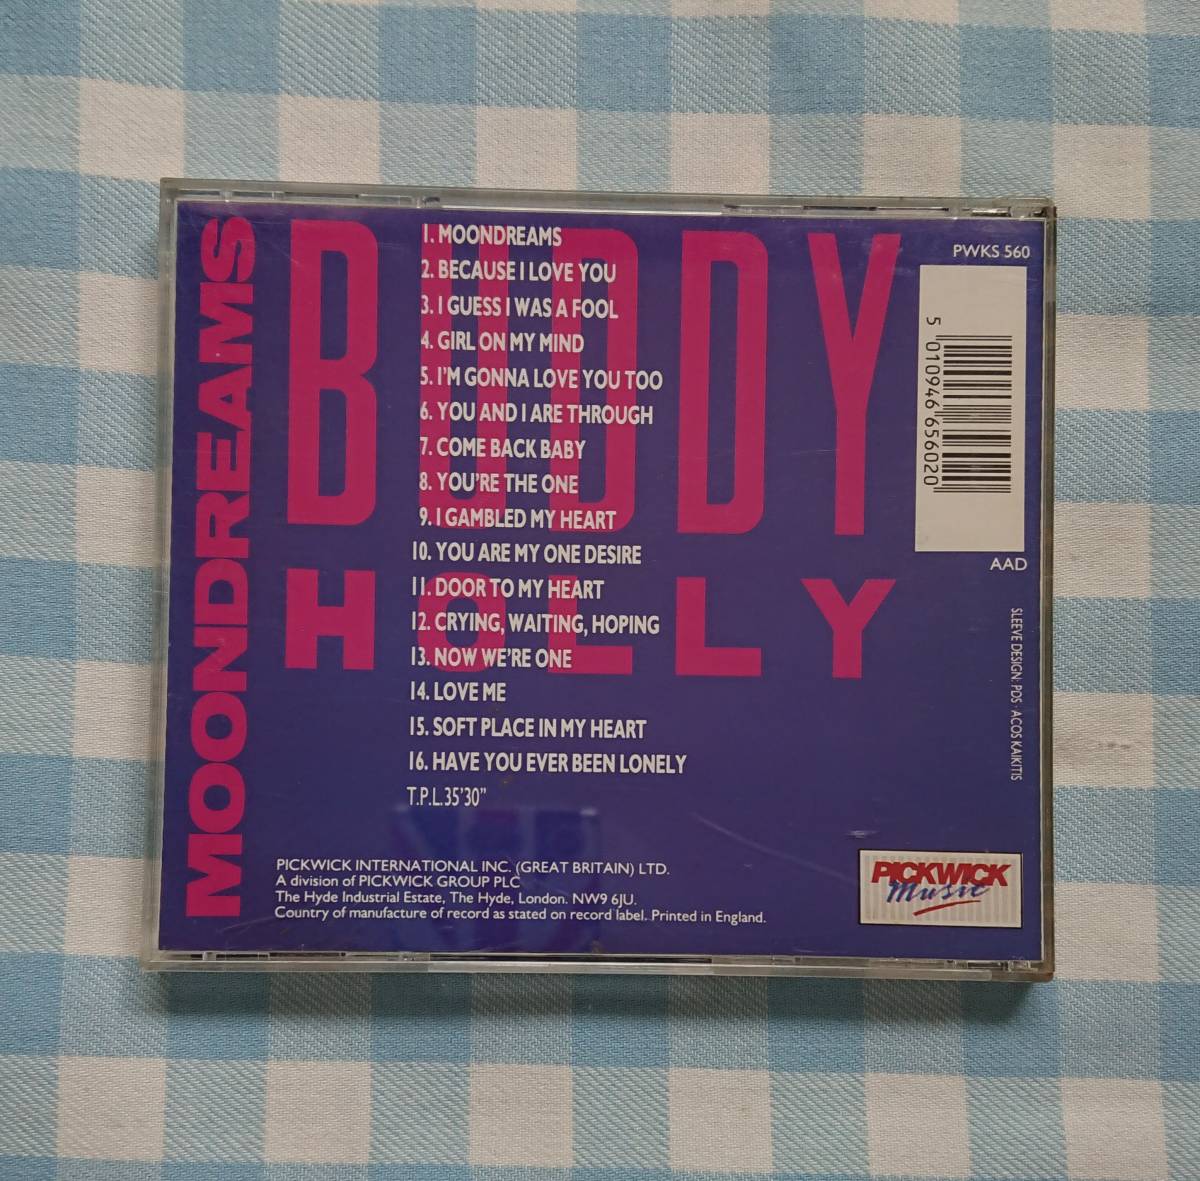 MOONDREAMS
BUDDY
HOLLY
1. MOONDREAMS
2. BECAUSE I LOVE YOU
3. I GUESS I WAS A FOOL
4. GIRL ON MY MIND
5. I'M GONNA LOVE YOU TOO
6. YOU AND I ARE THROUGH
7. COME BACK BABY
8. YOU'RE THE ONE
9. I GAMBLED MY HEART
10. YOU ARE MY ONE DESIRE
11. DOOR TO MY HEART
12. CRYING, WAITING, HOPING
13. NOW WE'RE ONE
14. LOVE ME
15. SOFT PLACE IN MY HEART
16. HAVE YOU EVER BEEN LONELY
T.P.L.35'30"
PWKS 560
5 010946 656020
AAD
SLEEVE DESIGN: PDS · ACOS KAIKITIS
PICKWICK INTERNATIONAL INC. (GREAT BRITAIN) LTD.
A division of PICKWICK GROUP PLC
The Hyde Industrial Estate, The Hyde, London. NW9 6JU.
Country of manufacture of record as stated on record label. Printed in England.
PICKWICK
Music